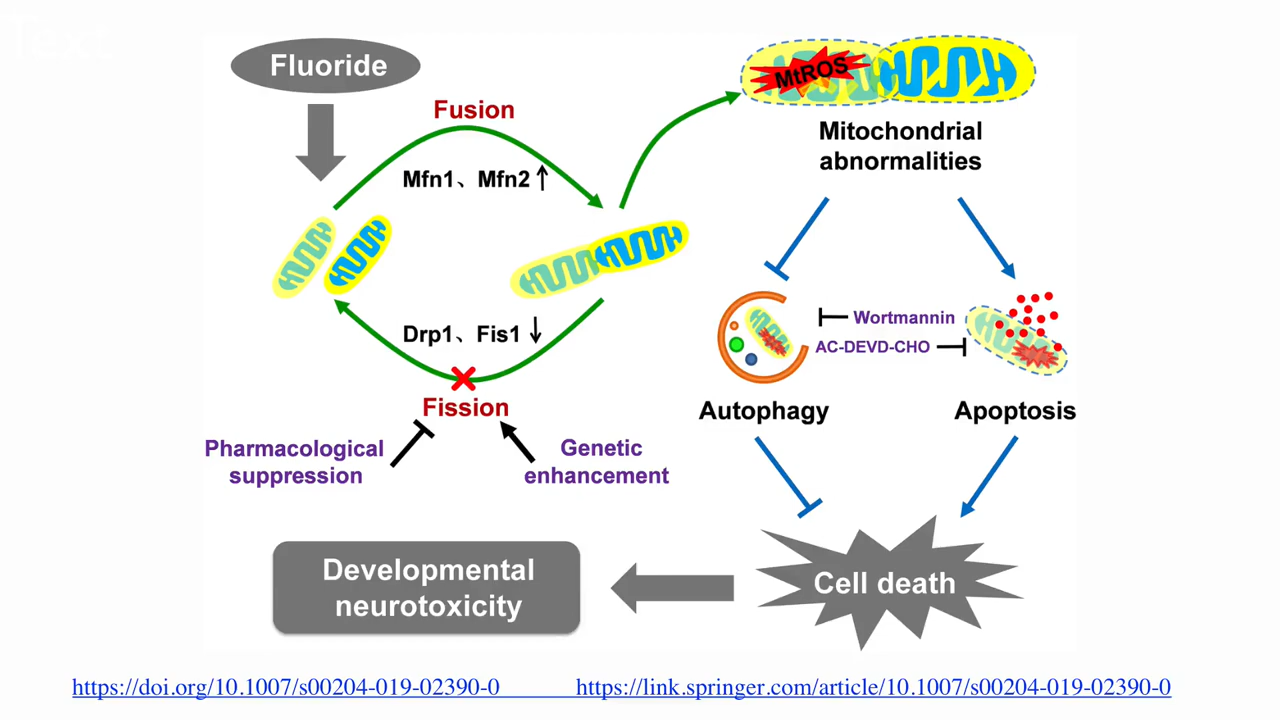 Text
Fluoride
Fusion
Mfn1、Mfn2↑
MtROS
Mitochondrial
abnormalities
Drp1、Fis1↓
Fission
Pharmacological
suppression
Genetic
enhancement
Wortmannin
AC-DEVD-CHO
Autophagy
Apoptosis
Cell death
Developmental
neurotoxicity
https://doi.org/10.1007/s00204-019-02390-0
https://link.springer.com/article/10.1007/s00204-019-02390-0